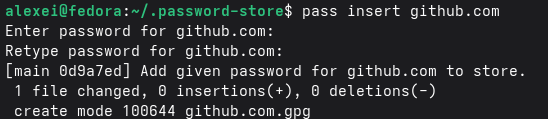 alexei@fedora:~/.password-store$ pass insert github.com
Enter password for github.com:
Retype password for github.com:
[main 0d9a7ed] Add given password for github.com to store.
 1 file changed, 0 insertions(+), 0 deletions(-)
 create mode 100644 github.com.gpg